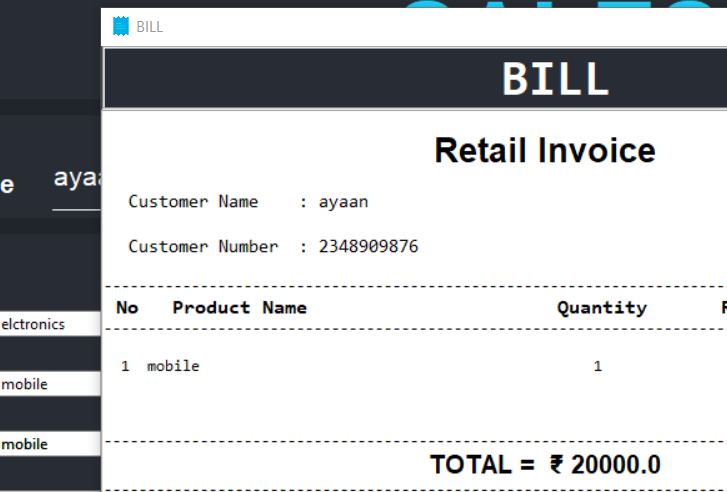 BILL
BILL
Retail Invoice
e ayaa
Customer Name : ayaan
Customer Number : 2348909876
No Product Name Quantity
elctronics
1 mobile 1
mobile
mobile
TOTAL = ₹ 20000.0